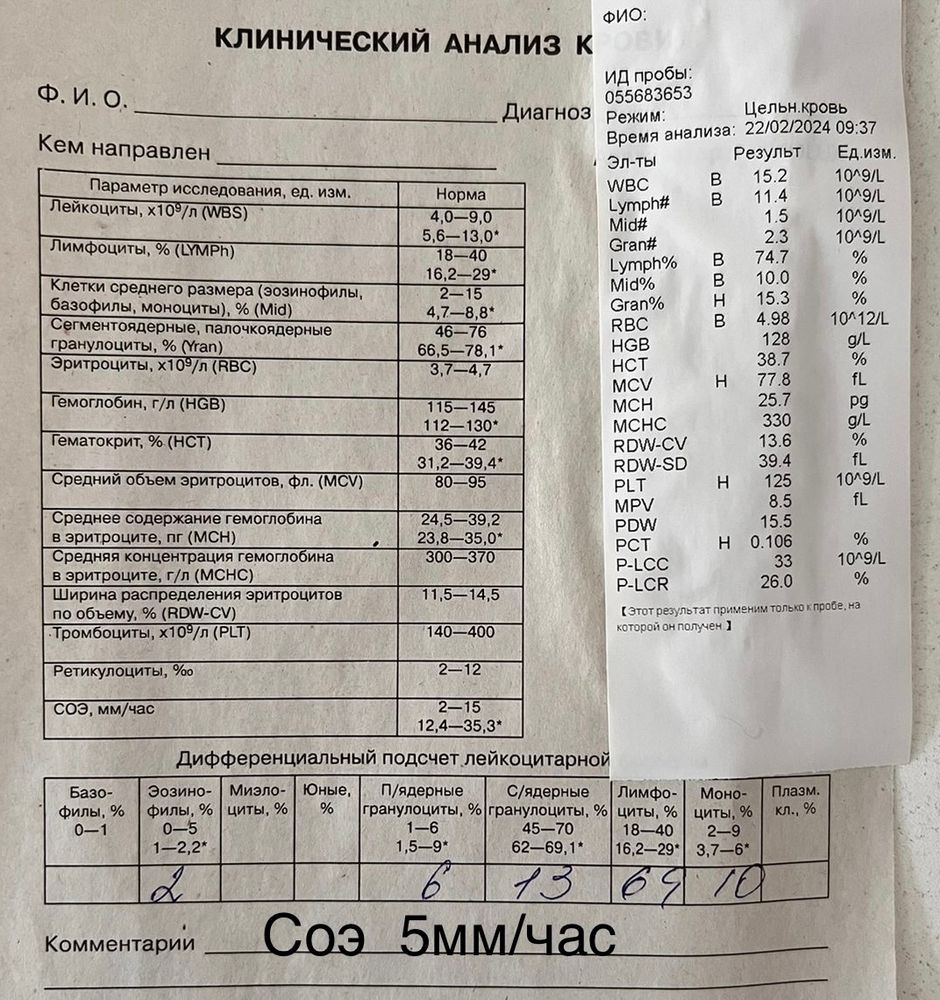 КЛИНИЧЕСКИЙ АНАЛИЗ КРОВИ
Ф. И. О.
Диагноз
Кем направлен
Параметр исследования, ед. изм. Норма
Лейкоциты, х10⁹/л (WBS) 4,0—9,0
5,6—13,0*
Лимфоциты, % (LYMPh) 18—40
16,2—29*
Клетки среднего размера (эозинофилы, 2—15
базофилы, моноциты), % (Mid) 4,7—8,8*
Сегментоядерные, палочкоядерные 46—76
гранулоциты, % (Yran) 66,5—78,1*
Эритроциты, х10⁹/л (RBC) 3,7—4,7
Гемоглобин, г/л (HGB) 115—145
112—130*
Гематокрит, % (HCT) 36—42
31,2—39,4*
Средний объем эритроцитов, фл. (MCV) 80—95
Среднее содержание гемоглобина 24,5—39,2
в эритроците, пг (MCH) 23,8—35,0*
Средняя концентрация гемоглобина 300—370
в эритроците, г/л (MCHC)
Ширина распределения эритроцитов 11,5—14,5
по объему, % (RDW-CV)
Тромбоциты, х10⁹/л (PLT) 140—400
Ретикулоциты, ‰ 2—12
СОЭ, мм/час 2—15
12,4—35,3*
ФИО:
ИД пробы:
055683653
Режим: Цельн.кровь
Время анализа: 22/02/2024 09:37
Эл-ты Результ Ед.изм.
WBC В 15.2 10^9/L
Lymph# В 11.4 10^9/L
Mid# 1.5 10^9/L
Gran# 2.3 10^9/L
Lymph% В 74.7 %
Mid% В 10.0 %
Gran% Н 15.3 %
RBC В 4.98 10^12/L
HGB 128 g/L
HCT 38.7 %
MCV Н 77.8 fL
MCH 25.7 pg
MCHC 330 g/L
RDW-CV 13.6 %
RDW-SD 39.4 fL
PLT Н 125 10^9/L
MPV 8.5 fL
PDW 15.5
PCT Н 0.106 %
P-LCC 33 10^9/L
P-LCR 26.0 %
【Этот результат применим только к пробе, на
которой он получен.】
Дифференциальный подсчет лейкоцитарной
Базо- Эозино- Миэло- Юные, П/ядерные С/ядерные Лимфо- Моно- Плазм.
филы, % филы, % циты, % % гранулоциты, % гранулоциты, % циты, % циты, % кл., %
0—1 0—5 1—6 45—70 18—40 2—9
1—2,2* 1,5—9* 62—69,1* 16,2—29* 3,7—6*
2 6 13 69 10
Комментарии Соэ 5мм/час